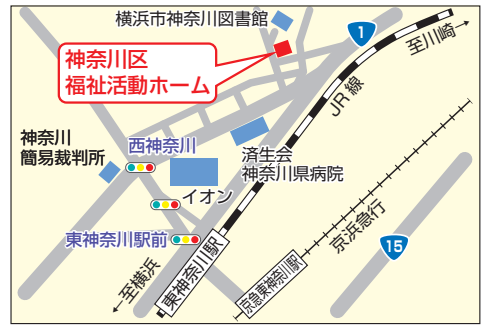 横浜市神奈川図書館
1
至川崎
神奈川区
福祉活動ホーム
JR線
神奈川
簡易裁判所
西神奈川
済生会
神奈川県病院
イオン
東神奈川駅前
東神奈川駅
京急東神奈川駅
京浜急行
15
至横浜